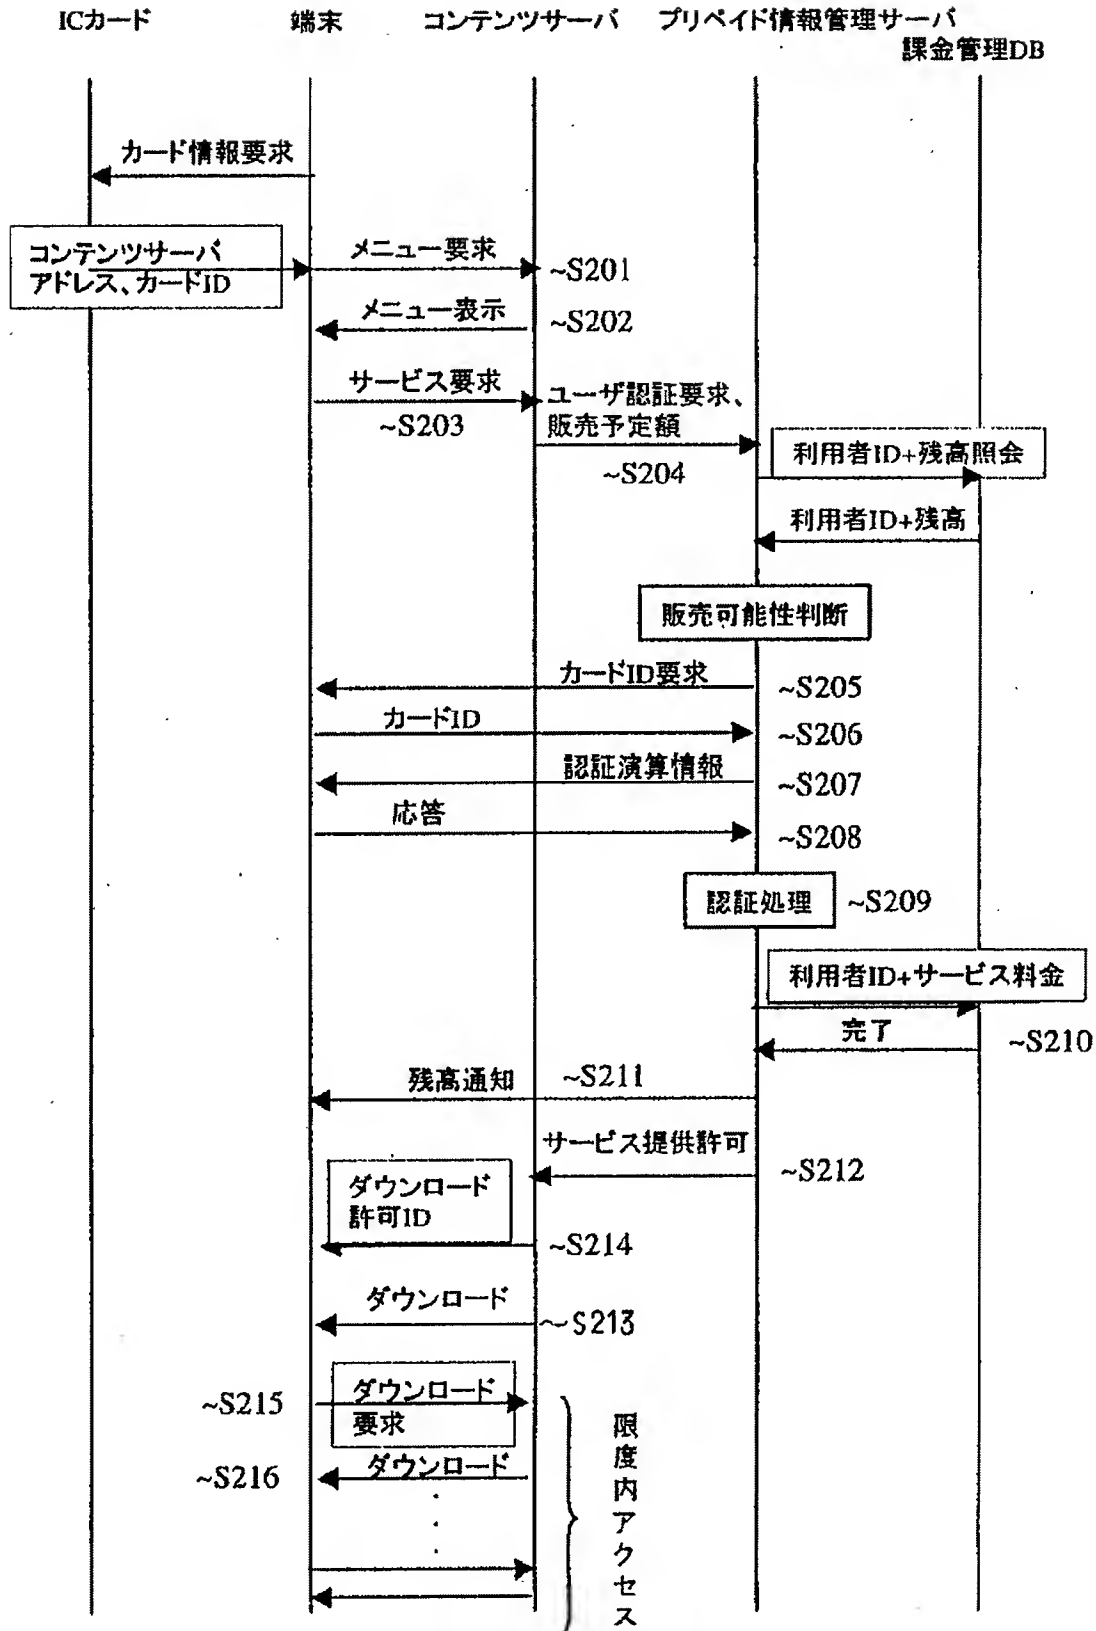 ICカード 端末 コンテンツサーバ プリペイド情報管理サーバ
課金管理DB
カード情報要求
コンテンツサーバ
アドレス、カードID
メニュー要求
~S201
メニュー表示
~S202
サービス要求
~S203
ユーザ認証要求、
販売予定額
~S204
利用者ID+残高照会
利用者ID+残高
販売可能性判断
カードID要求
~S205
カードID
~S206
認証演算情報
~S207
応答
~S208
認証処理
~S209
利用者ID+サービス料金
完了
~S210
残高通知
~S211
サービス提供許可
~S212
ダウンロード
許可ID
~S214
ダウンロード
~S213
~S215
ダウンロード
要求
~S216
ダウンロード
限度内アクセス